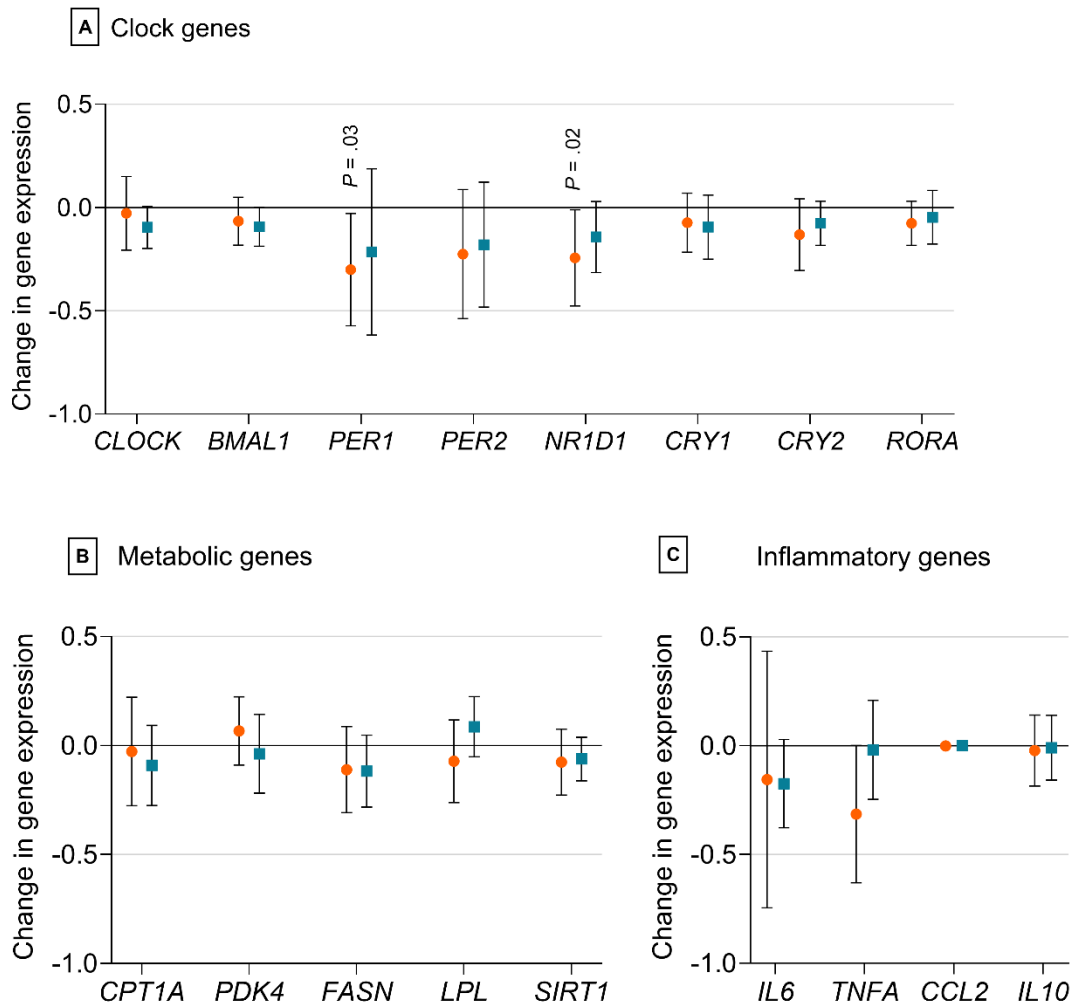 A Clock genes
Change in gene expression
0.5
0.0
-0.5
-1.0
P = .03
P = .02
CLOCK BMAL1 PER1 PER2 NR1D1 CRY1 CRY2 RORA
B Metabolic genes
Change in gene expression
0.5
0.0
-0.5
-1.0
CPT1A PDK4 FASN LPL SIRT1
C Inflammatory genes
Change in gene expression
0.5
0.0
-0.5
-1.0
IL6 TNFA CCL2 IL10